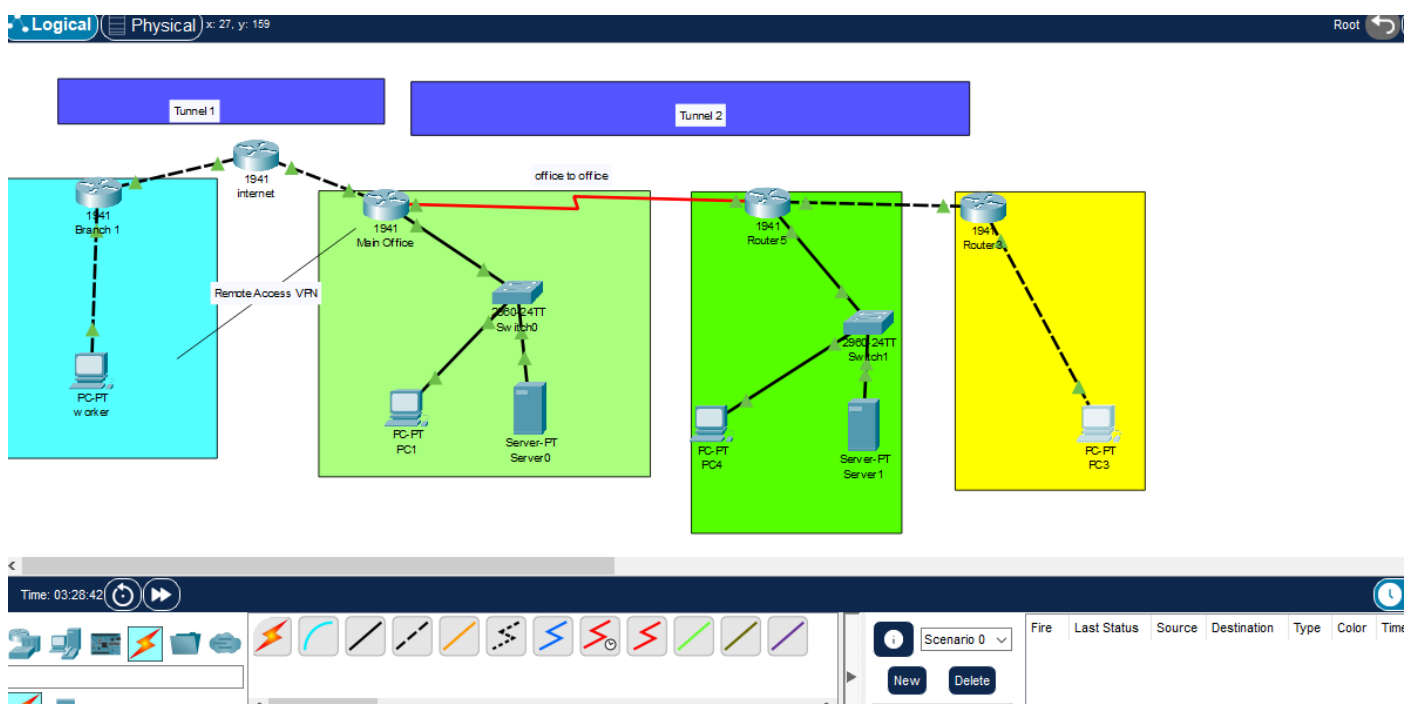 Logical
Physical
x: 27, y: 159
Root
Tunnel 1
Tunnel 2
office to office
1941
internet
1941
Branch 1
1941
Main Office
1941
Router5
1941
Router3
Remote Access VPN
2960-24TT
Switch0
2960-24TT
Switch1
PC-PT
worker
PC-PT
PC1
Server-PT
Server0
PC-PT
PC4
Server-PT
Server1
PC-PT
PC3
Time: 03:28:42
Scenario 0
Fire Last Status Source Destination Type Color Time
New
Delete